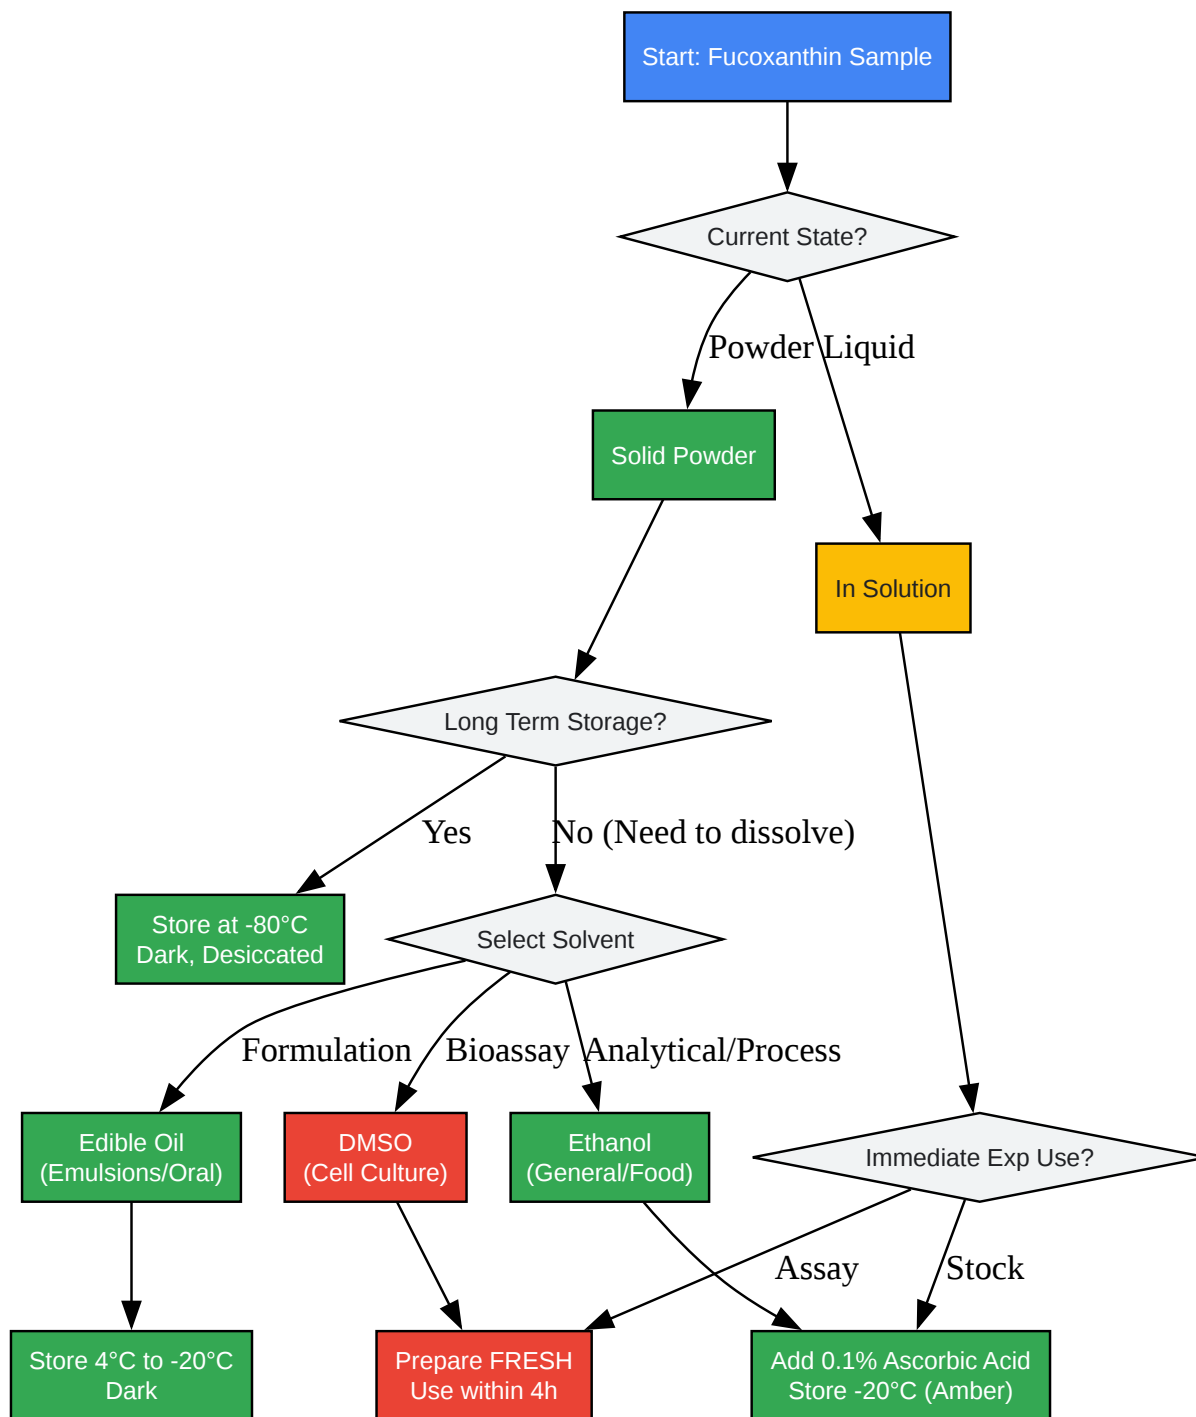 Start: Fucoxanthin Sample
Current State?
Powder
Liquid
Solid Powder
In Solution
Long Term Storage?
Yes
No (Need to dissolve)
Store at -80°C
Dark, Desiccated
Select Solvent
Formulation
Bioassay
Analytical/Process
Edible Oil
(Emulsions/Oral)
DMSO
(Cell Culture)
Ethanol
(General/Food)
Immediate Exp Use?
Assay
Stock
Store 4°C to -20°C
Dark
Prepare FRESH
Use within 4h
Add 0.1% Ascorbic Acid
Store -20°C (Amber)